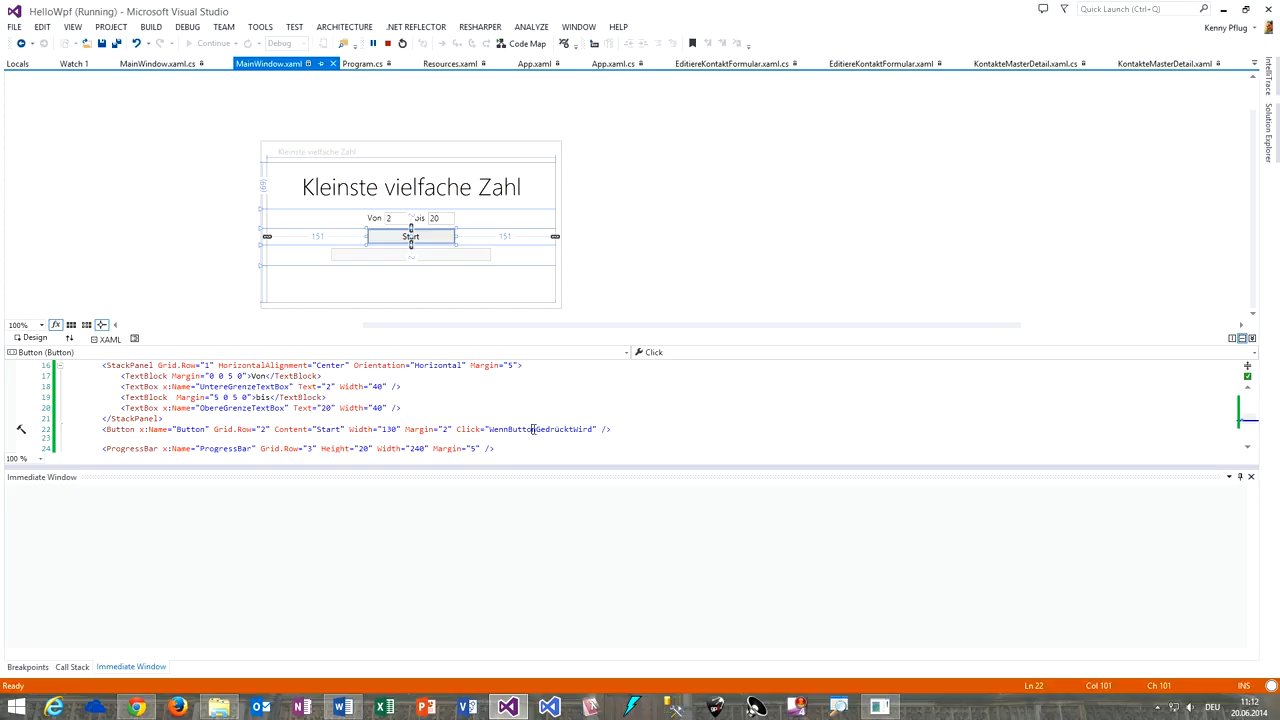 HelloWpf (Running) - Microsoft Visual Studio
Quick Launch (Ctrl+Q)
FILE EDIT VIEW PROJECT BUILD DEBUG TEAM TOOLS TEST ARCHITECTURE .NET REFLECTOR RESHARPER ANALYZE WINDOW HELP
Kenny Pflug
Continue Debug Code Map
Locals Watch 1 MainWindow.xaml.cs MainWindow.xaml Program.cs Resources.xaml App.xaml App.xaml.cs EditiereKontaktFormular.xaml.cs EditiereKontaktFormular.xaml KontakteMasterDetail.xaml.cs KontakteMasterDetail.xaml
IntelliTrace
Solution Explorer
Kleinste vielfache Zahl
(69)
Kleinste vielfache Zahl
Von 2 bis 20
151 Start 151
100%
Design XAML
Button (Button) Click
16 <StackPanel Grid.Row="1" HorizontalAlignment="Center" Orientation="Horizontal" Margin="5">
17 <TextBlock Margin="0 0 5 0">Von</TextBlock>
18 <TextBox x:Name="UntereGrenzeTextBox" Text="2" Width="40" />
19 <TextBlock Margin="5 0 5 0">bis</TextBlock>
20 <TextBox x:Name="ObereGrenzeTextBox" Text="20" Width="40" />
21 </StackPanel>
22 <Button x:Name="Button" Grid.Row="2" Content="Start" Width="130" Margin="2" Click="WennButtonGedrücktWird" />
23
24 <ProgressBar x:Name="ProgressBar" Grid.Row="3" Height="20" Width="240" Margin="5" />
100 %
Immediate Window
Breakpoints Call Stack Immediate Window
Ready Ln 22 Col 101 Ch 101 INS
DEU
11:12
20.06.2014